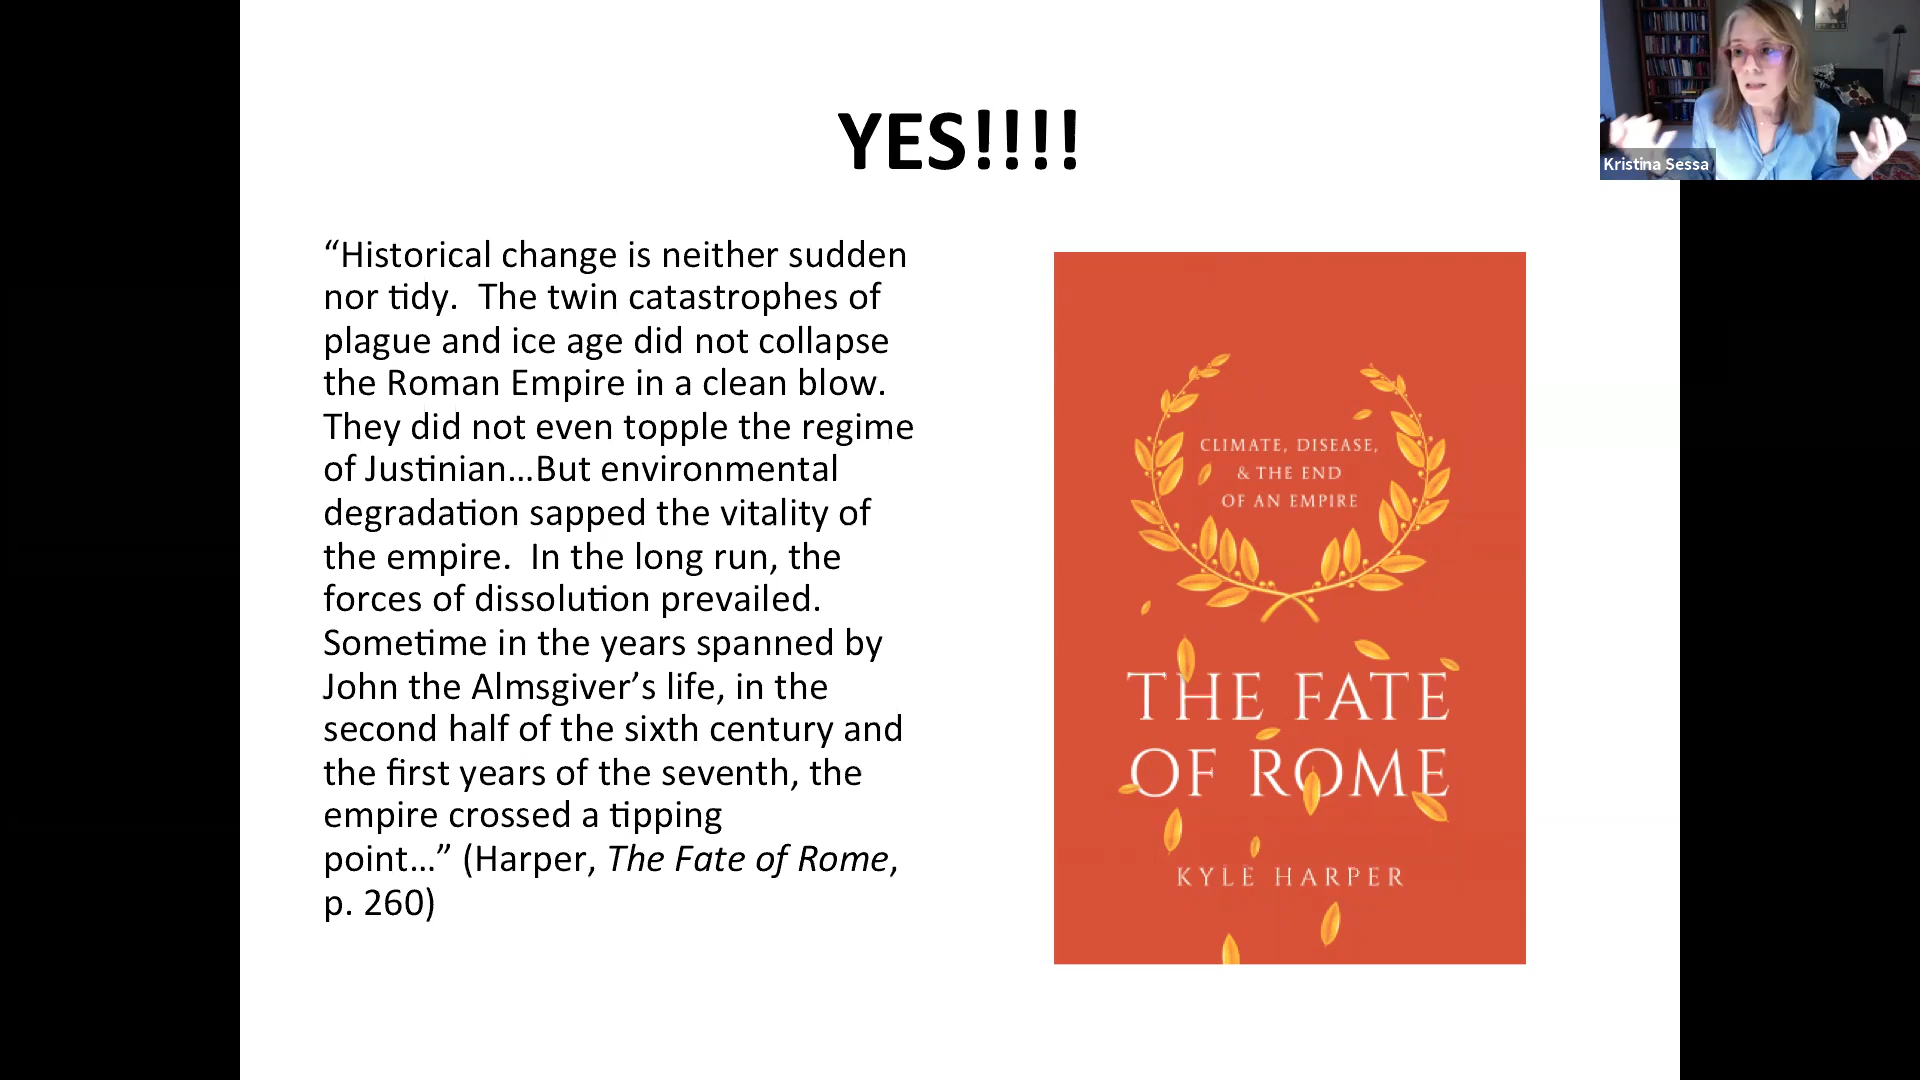 YES!!!!
Kristina Sessa
“Historical change is neither sudden
nor tidy.  The twin catastrophes of
plague and ice age did not collapse
the Roman Empire in a clean blow.
They did not even topple the regime
of Justinian…But environmental
degradation sapped the vitality of
the empire.  In the long run, the
forces of dissolution prevailed.
Sometime in the years spanned by
John the Almsgiver’s life, in the
second half of the sixth century and
the first years of the seventh, the
empire crossed a tipping
point…” (Harper, The Fate of Rome,
p. 260)
CLIMATE, DISEASE,
& THE END
OF AN EMPIRE
THE FATE
OF ROME
KYLE HARPER